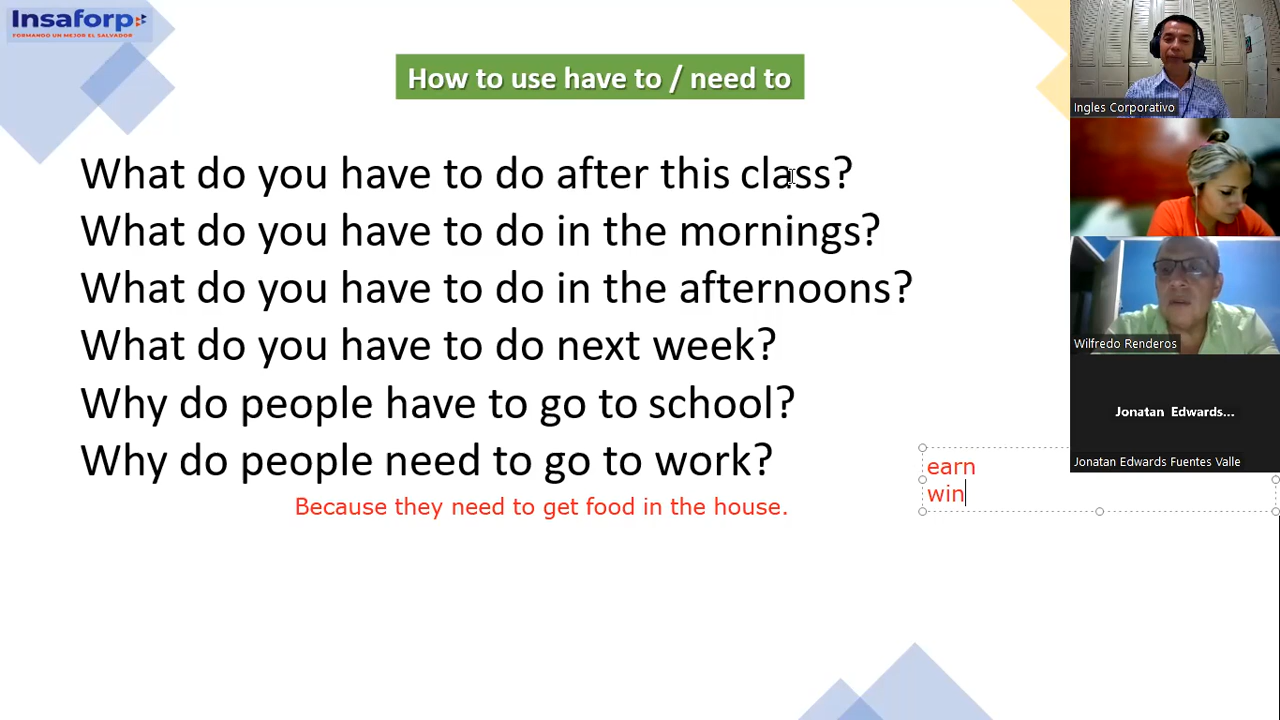 Insaforp
FORMANDO UN MEJOR EL SALVADOR
How to use have to / need to
What do you have to do after this class?
What do you have to do in the mornings?
What do you have to do in the afternoons?
What do you have to do next week?
Why do people have to go to school?
Why do people need to go to work?
Because they need to get food in the house.
earn
win
Ingles Corporativo
Wilfredo Renderos
Jonatan Edwards...
Jonatan Edwards Fuentes Valle